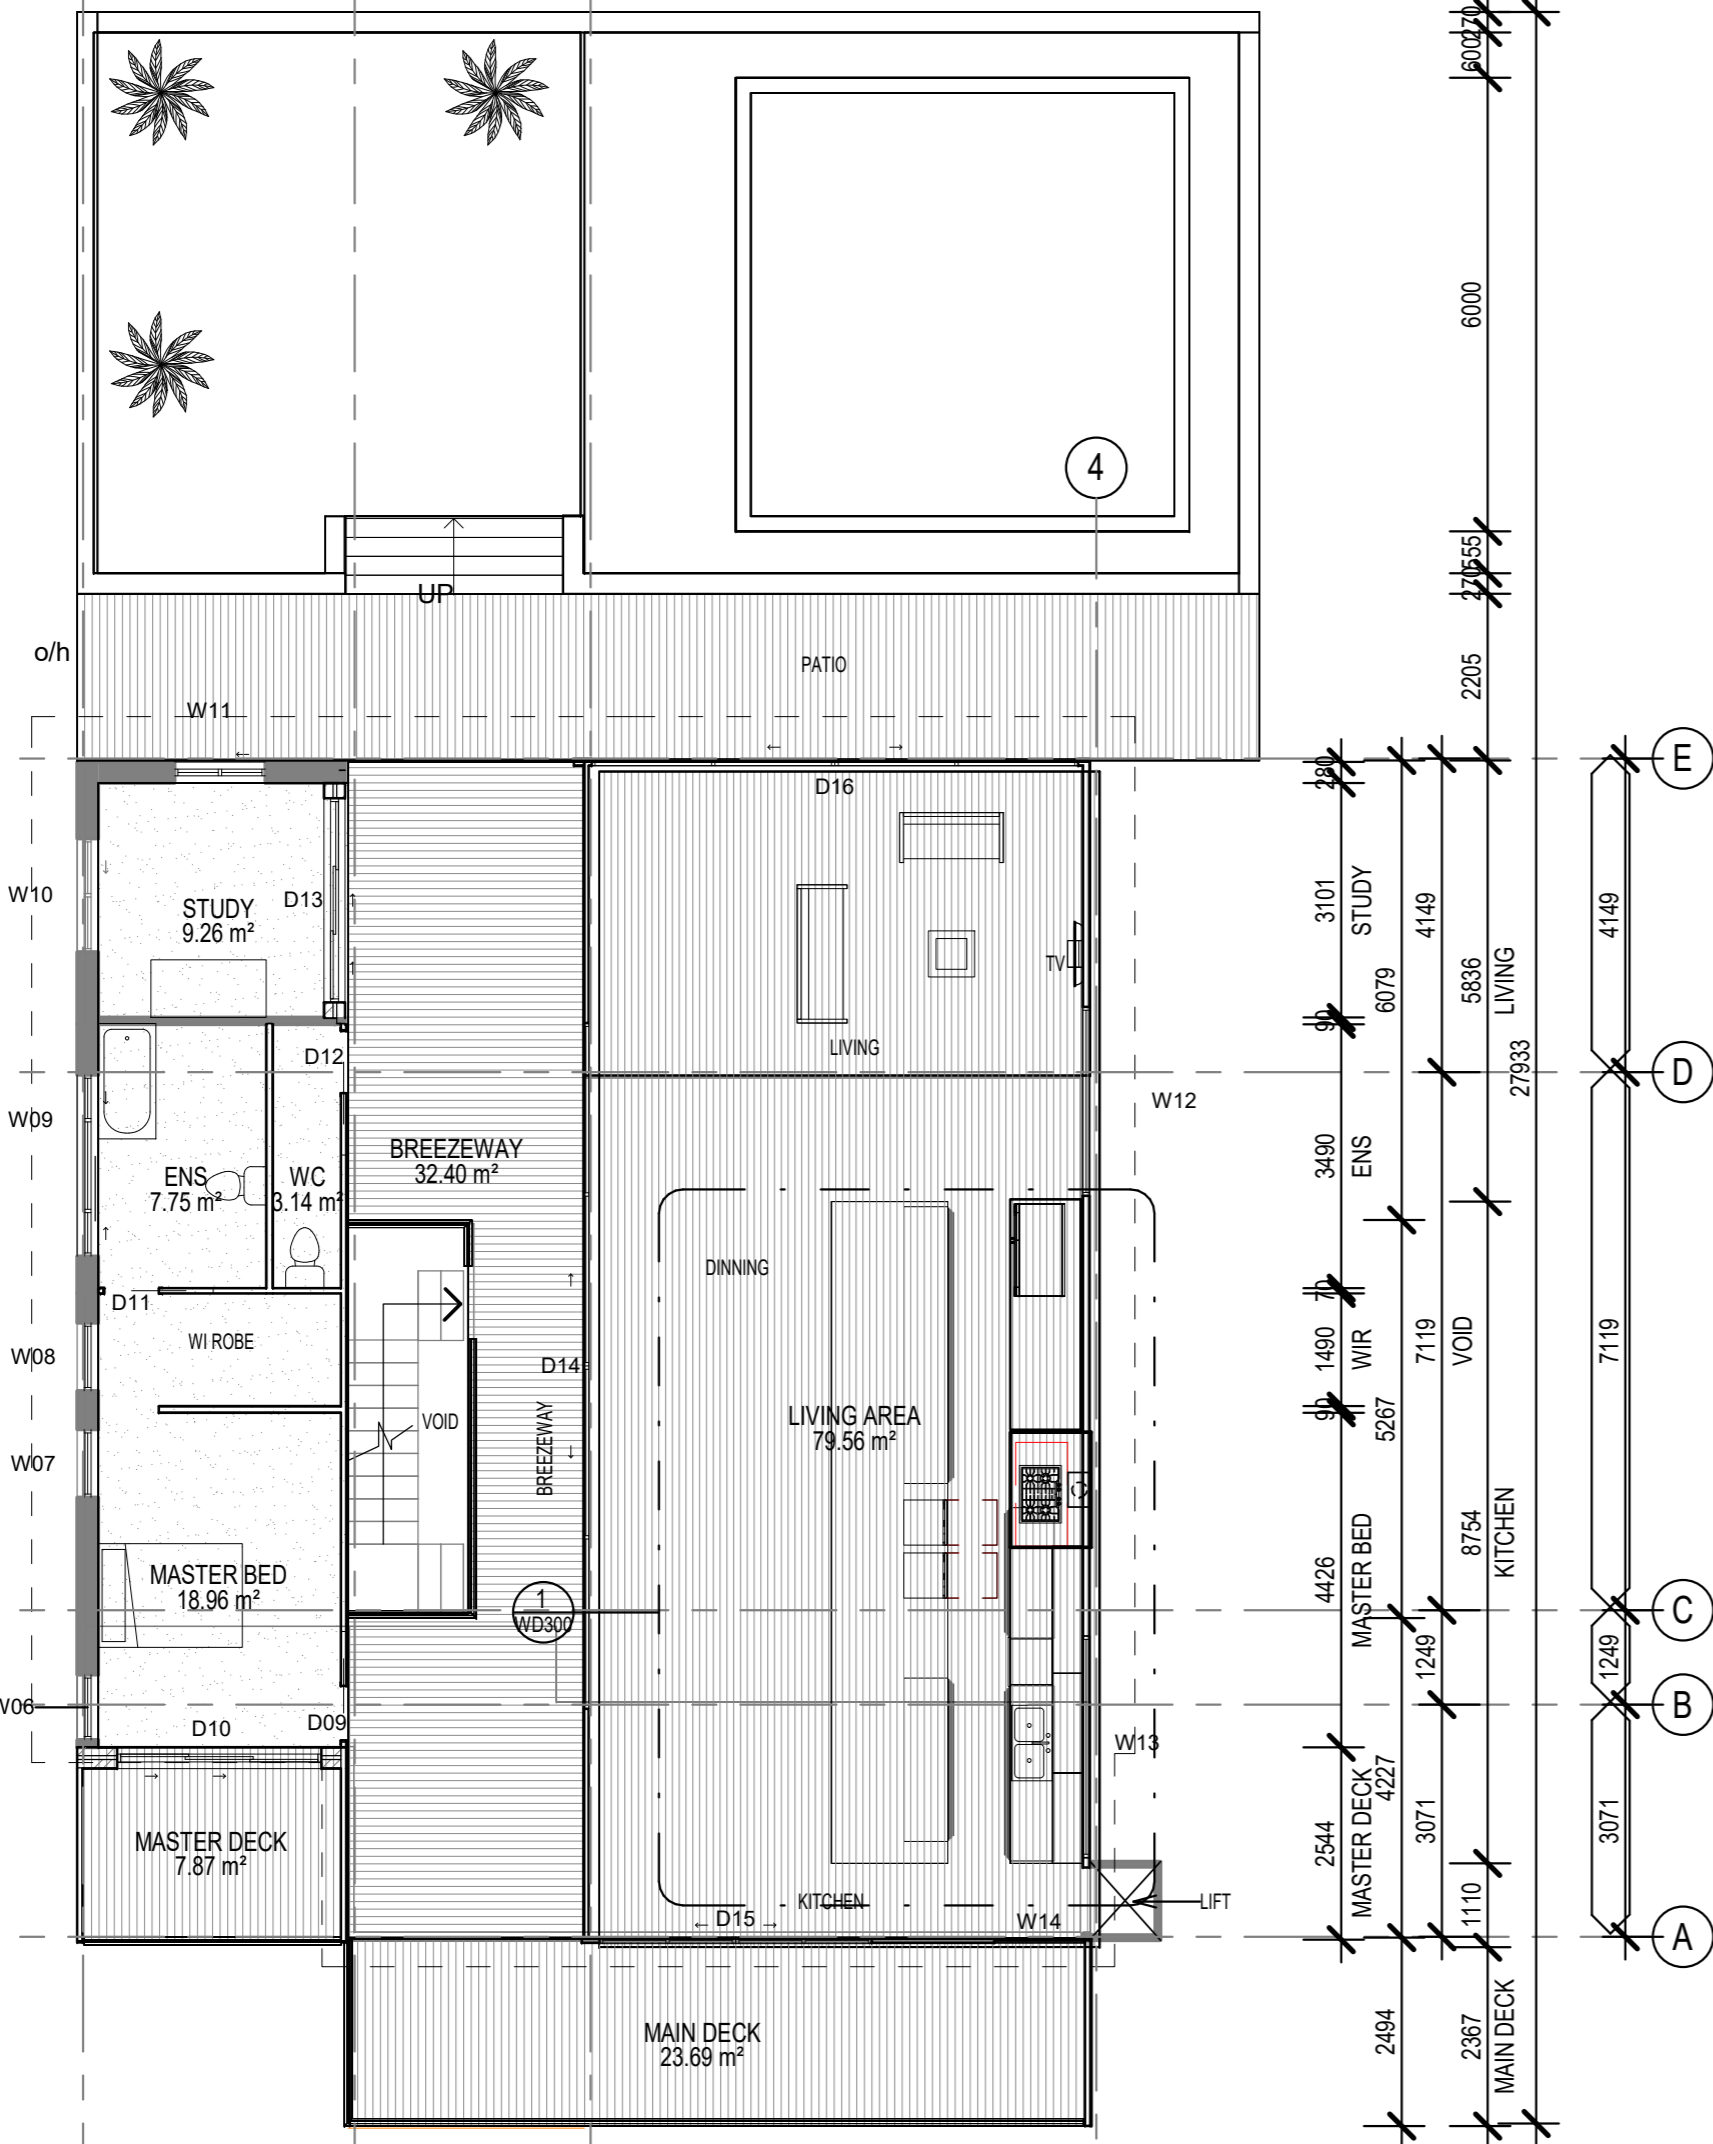 270
600
6000
4
555
270
UP
o/h
PATIO
2205
W11
E
280
D16
W10
STUDY
9.26 m²
D13
3101
STUDY
4149
4149
TV
6079
5836
LIVING
90
LIVING
D12
27933
D
W09
W12
BREEZEWAY
32.40 m²
3490
ENS
ENS
7.75 m²
WC
3.14 m²
DINNING
70
D11
WI ROBE
W08
1490
WIR
7119
VOID
7119
D14
90
5267
VOID
BREEZEWAY
LIVING AREA
79.56 m²
W07
8754
KITCHEN
4426
MASTER BED
MASTER BED
18.96 m²
1
WD300
C
1249
1249
W06
D10
D09
B
W13
MASTER DECK
7.87 m²
2544
MASTER DECK
4227
3071
3071
1110
KITCHEN
LIFT
D15
W14
A
MAIN DECK
23.69 m²
2494
2367
MAIN DECK